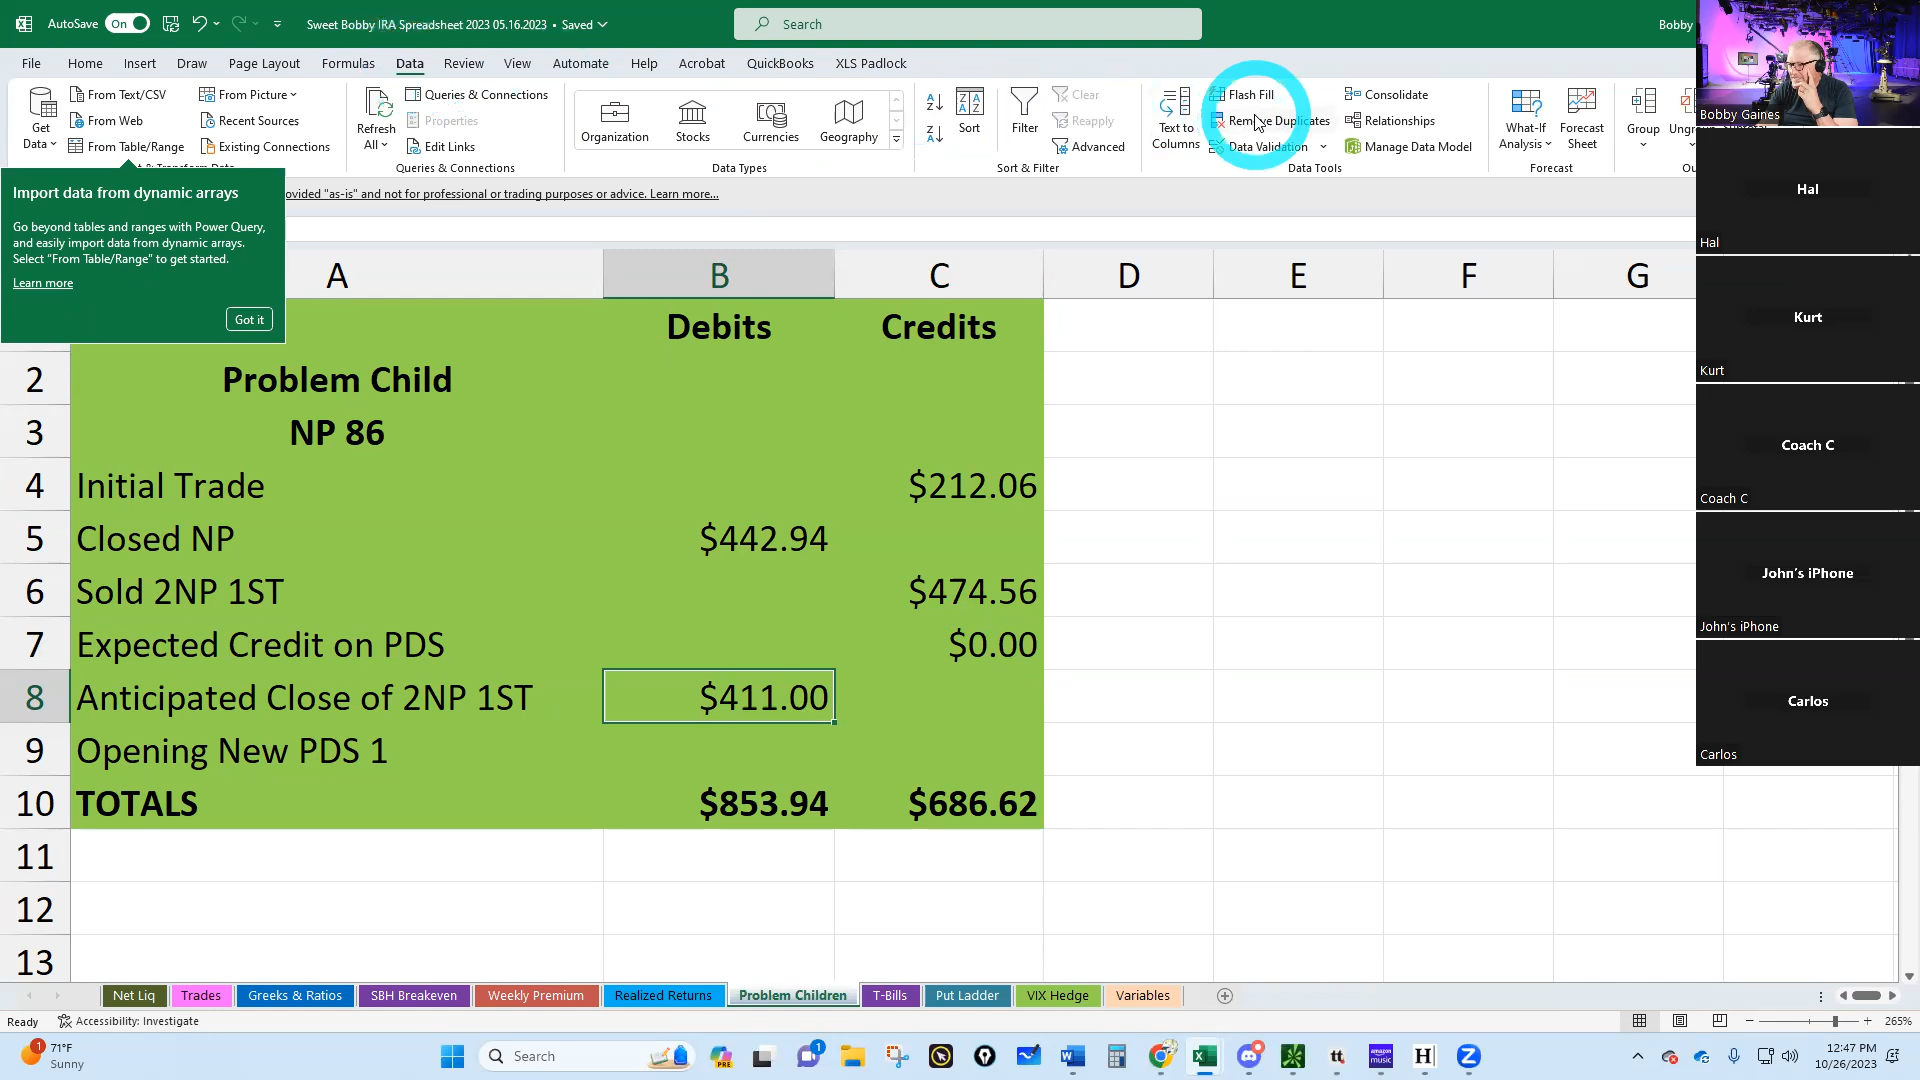 AutoSave On Sweet Bobby IRA Spreadsheet 2023 05.16.2023 • Saved Search Bobby
File Home Insert Draw Page Layout Formulas Data Review View Automate Help Acrobat QuickBooks XLS Padlock
Get Data
From Text/CSV
From Web
From Table/Range
From Picture
Recent Sources
Existing Connections
Refresh All
Queries & Connections
Properties
Edit Links
Queries & Connections
Organization Stocks Currencies Geography
Data Types
Sort Filter
Clear
Reapply
Advanced
Sort & Filter
Text to Columns
Flash Fill
Remove Duplicates
Data Validation
Consolidate
Relationships
Manage Data Model
Data Tools
What-If Analysis
Forecast Sheet
Forecast
Group
Import data from dynamic arrays
Go beyond tables and ranges with Power Query,
and easily import data from dynamic arrays.
Select "From Table/Range" to get started.
Learn more
Got it
ovided "as-is" and not for professional or trading purposes or advice. Learn more...
A B C D E F G
Debits Credits
2 Problem Child
3 NP 86
4 Initial Trade $212.06
5 Closed NP $442.94
6 Sold 2NP 1ST $474.56
7 Expected Credit on PDS $0.00
8 Anticipated Close of 2NP 1ST $411.00
9 Opening New PDS 1
10 TOTALS $853.94 $686.62
11
12
13
Net Liq Trades Greeks & Ratios SBH Breakeven Weekly Premium Realized Returns Problem Children T-Bills Put Ladder VIX Hedge Variables
Ready Accessibility: Investigate 265%
1 71°F
Sunny
Search
PRE
1
tt
amazon music
H
Z
12:47 PM
10/26/2023
Bobby Gaines
Hal
Hal
Kurt
Kurt
Coach C
Coach C
John's iPhone
John's iPhone
Carlos
Carlos